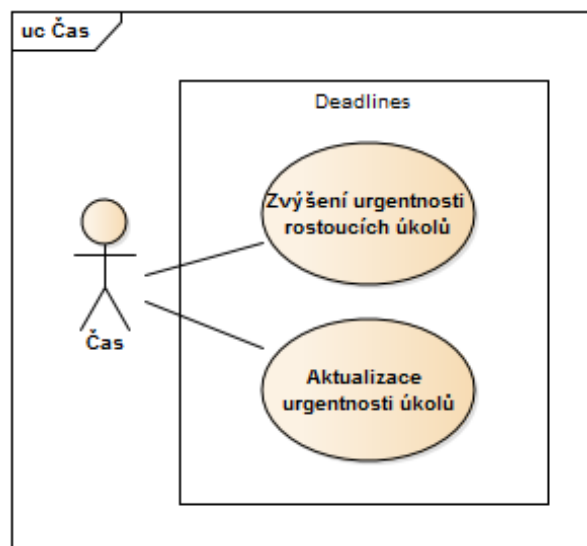 uc Čas
Deadlines
Zvýšení urgentnosti
rostoucích úkolů
Čas
Aktualizace
urgentnosti úkolů